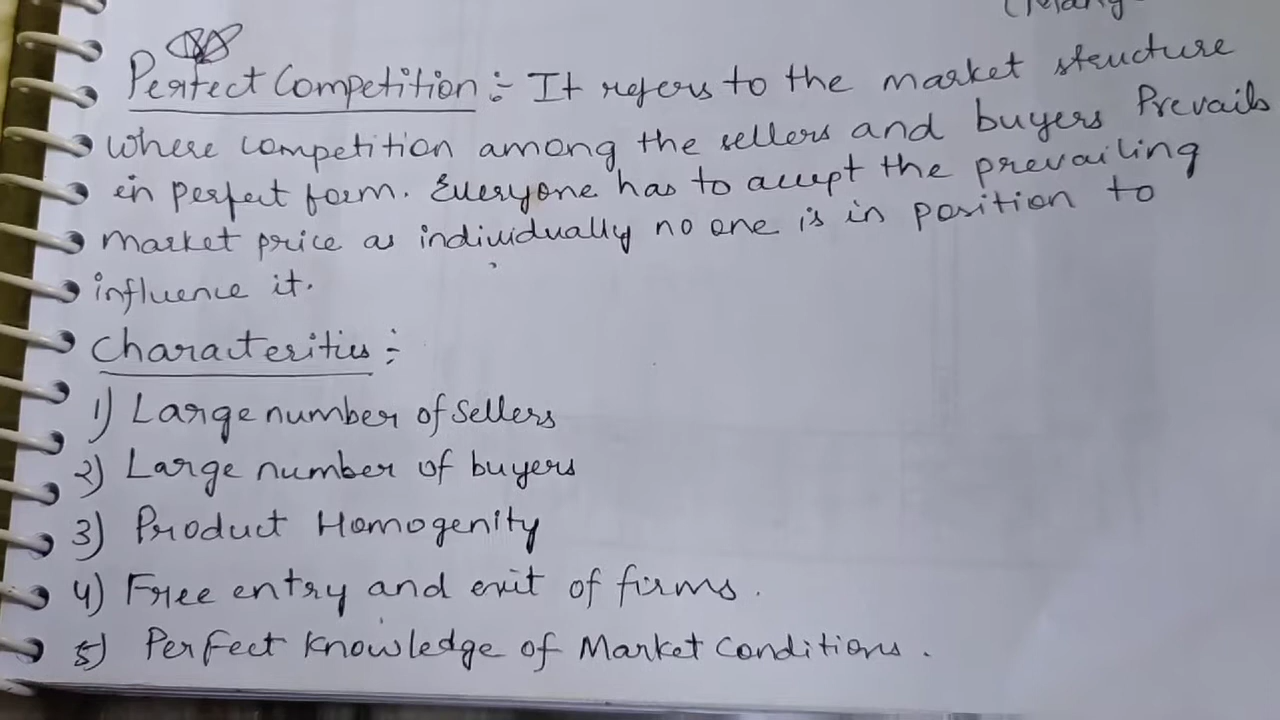 Perfect Competition :- It refers to the market structure
where competition among the sellers and buyers Prevails
in perfect form. Everyone has to accept the prevailing
market price as individually no one is in position to
influence it.
Characterities :-
1) Large number of Sellers
2) Large number of buyers
3) Product Homogenity
4) Free entry and exit of firms.
5) Perfect Knowledge of Market Conditions.